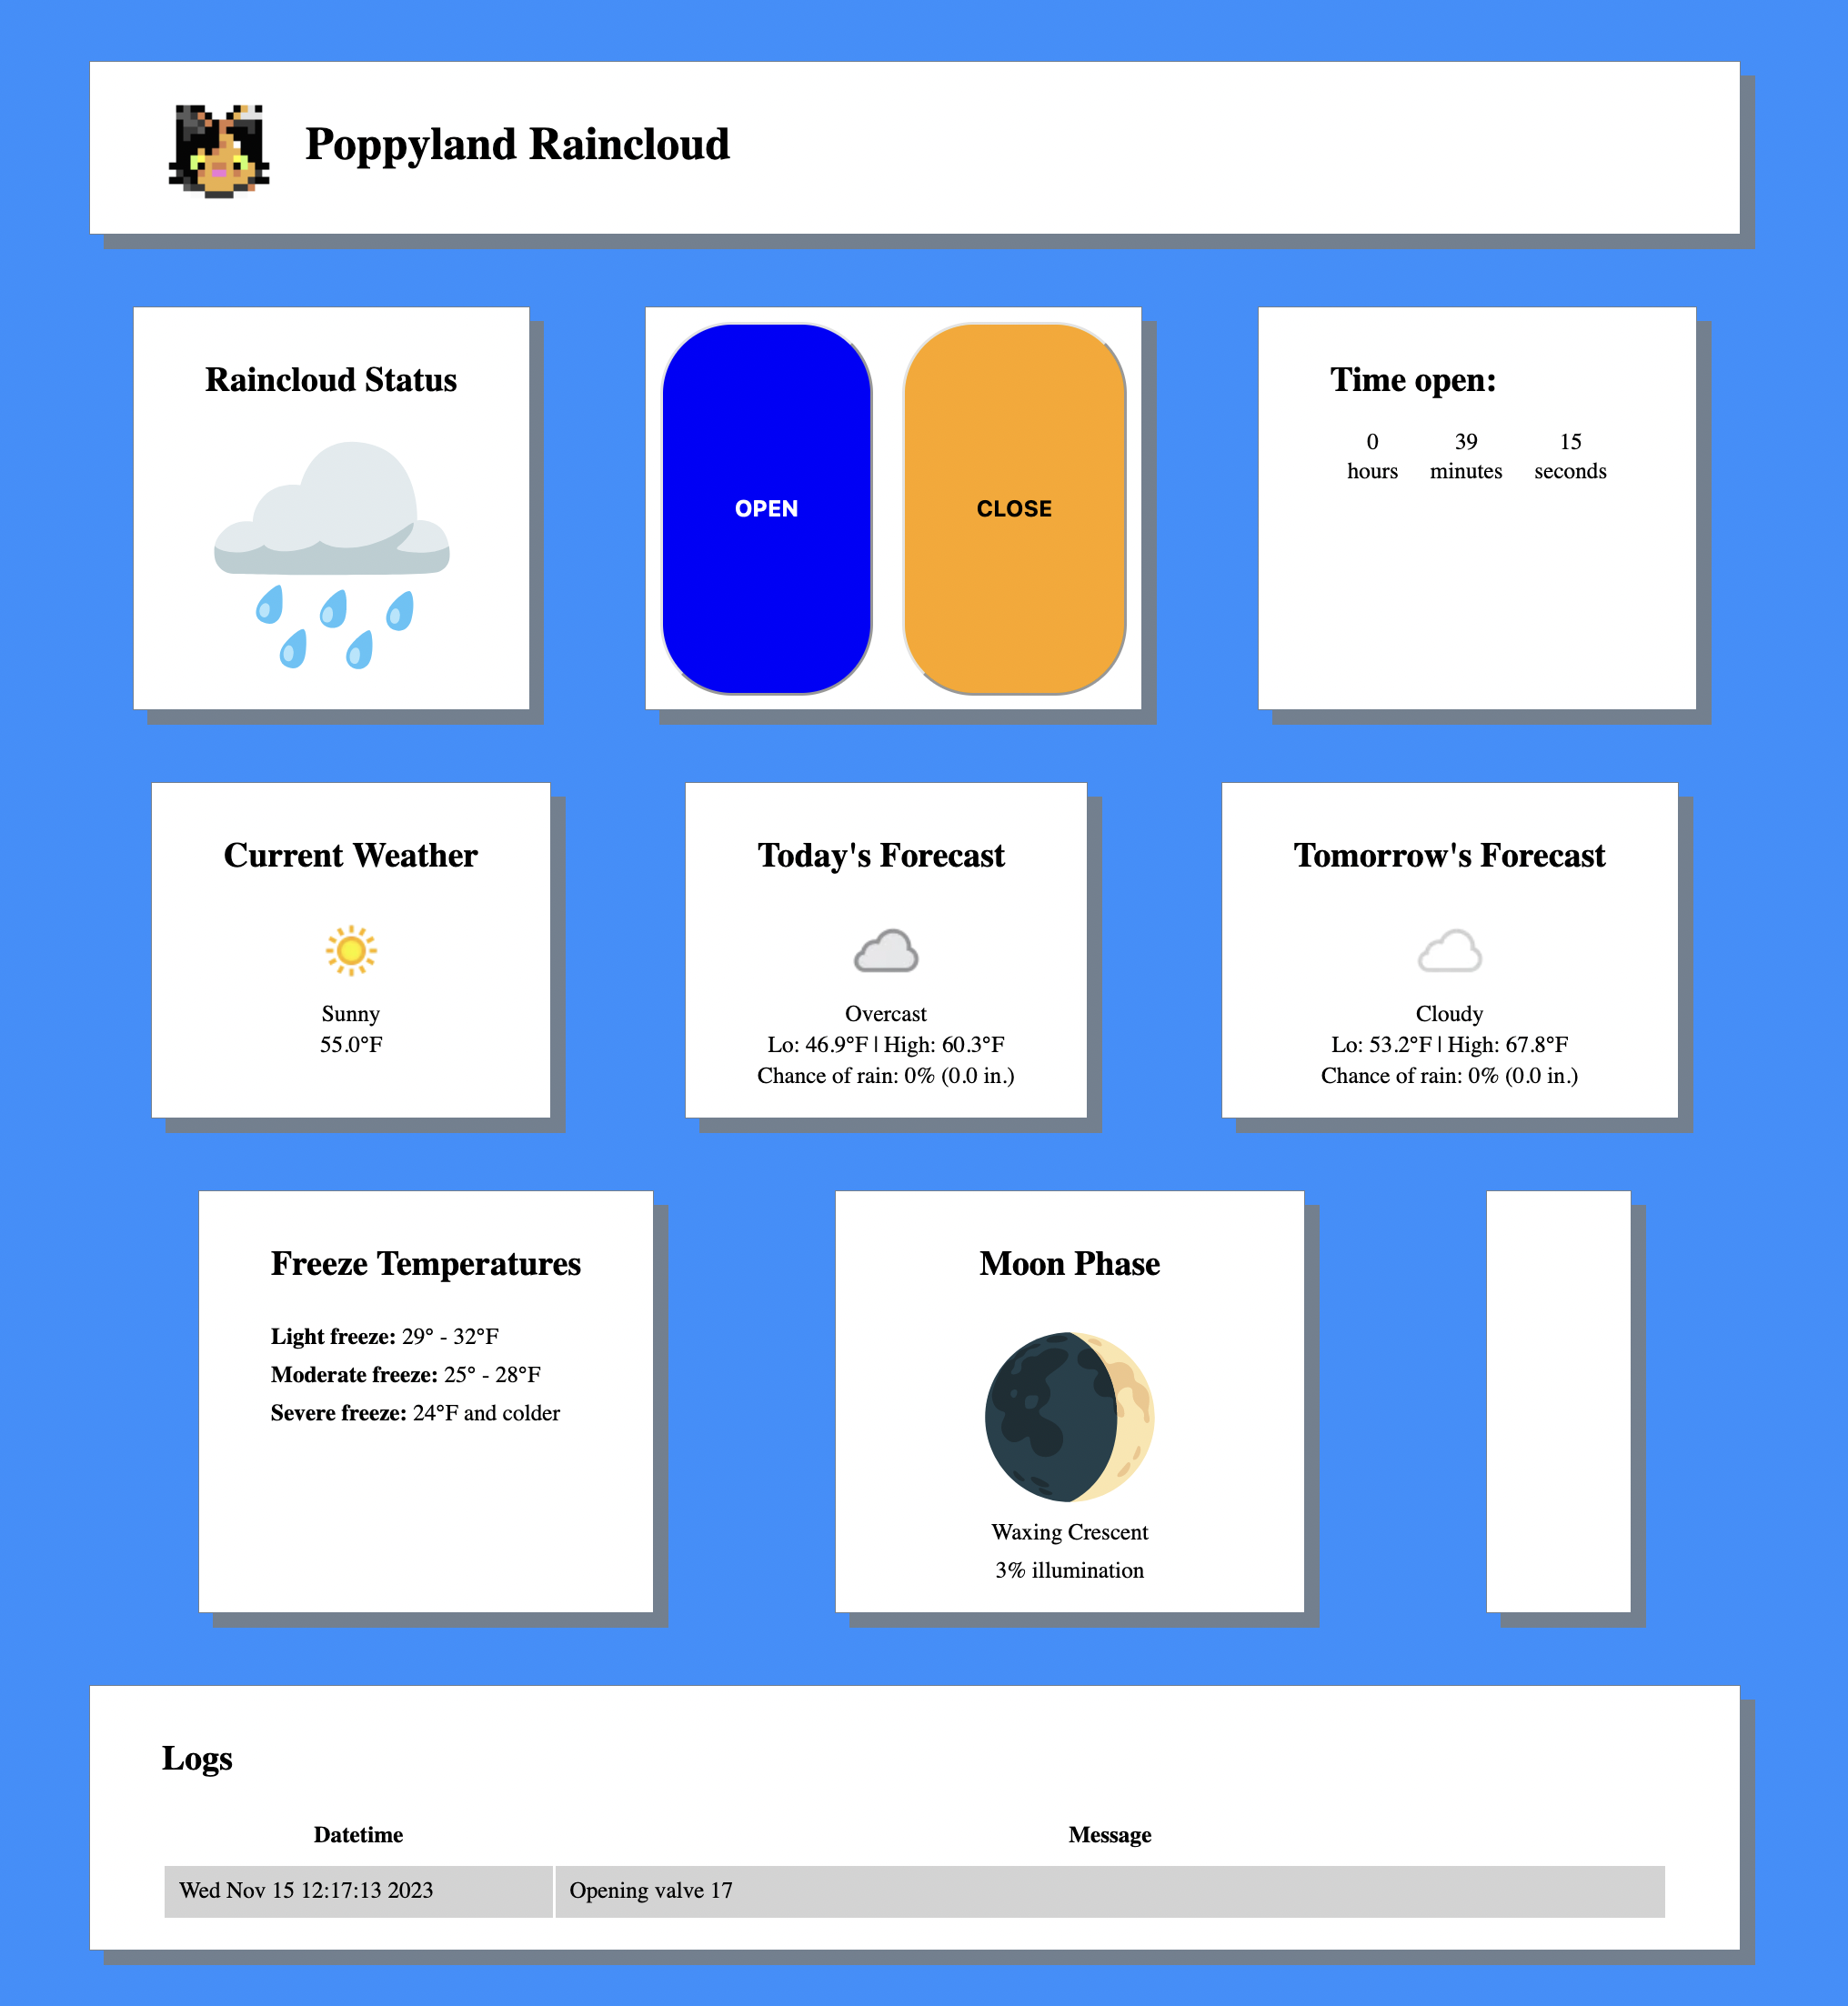 Poppyland Raincloud
Raincloud Status
OPEN
CLOSE
Time open:
0 39 15
hours minutes seconds
Current Weather
Sunny
55.0°F
Today's Forecast
Overcast
Lo: 46.9°F | High: 60.3°F
Chance of rain: 0% (0.0 in.)
Tomorrow's Forecast
Cloudy
Lo: 53.2°F | High: 67.8°F
Chance of rain: 0% (0.0 in.)
Freeze Temperatures
Light freeze: 29° - 32°F
Moderate freeze: 25° - 28°F
Severe freeze: 24°F and colder
Moon Phase
Waxing Crescent
3% illumination
Logs
Datetime Message
Wed Nov 15 12:17:13 2023 Opening valve 17